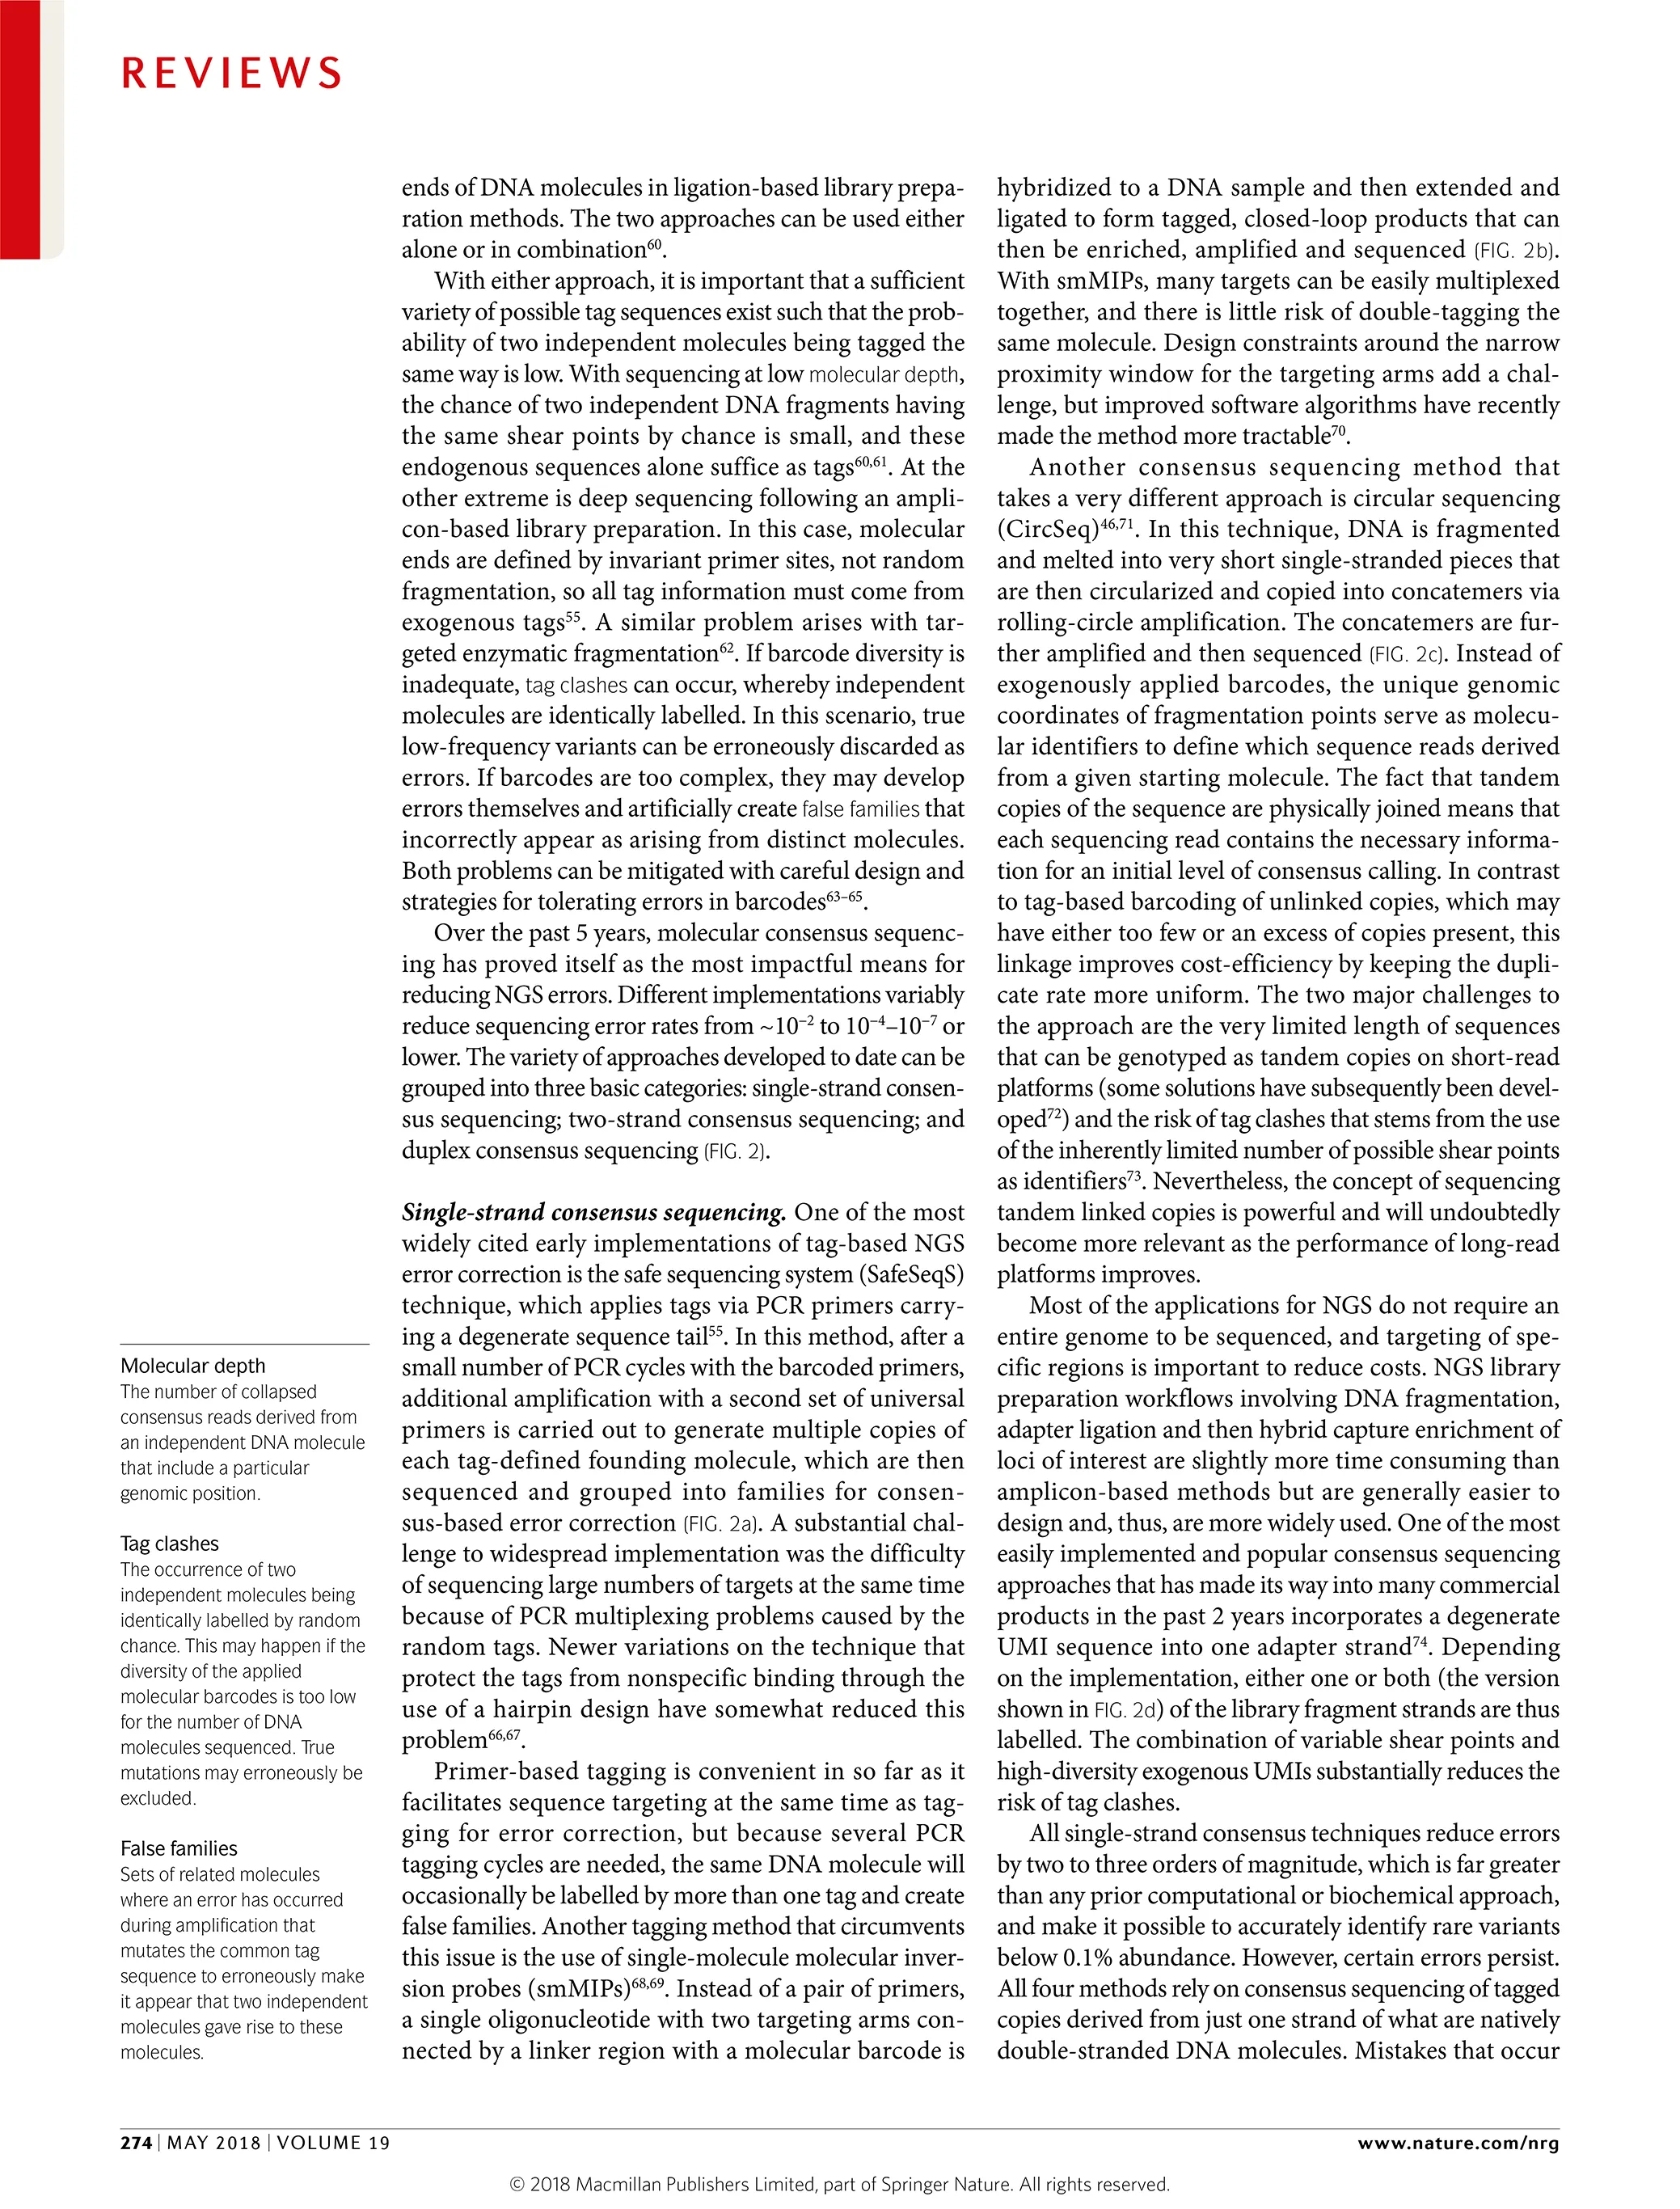 REVIEWS
ends of DNA molecules in ligation-based library prepa-
ration methods. The two approaches can be used either
alone or in combination60.
With either approach, it is important that a sufficient
variety of possible tag sequences exist such that the prob-
ability of two independent molecules being tagged the
same way is low. With sequencing at low molecular depth,
the chance of two independent DNA fragments having
the same shear points by chance is small, and these
endogenous sequences alone suffice as tags60,61. At the
other extreme is deep sequencing following an ampli-
con-based library preparation. In this case, molecular
ends are defined by invariant primer sites, not random
fragmentation, so all tag information must come from
exogenous tags55. A similar problem arises with tar-
geted enzymatic fragmentation62. If barcode diversity is
inadequate, tag clashes can occur, whereby independent
molecules are identically labelled. In this scenario, true
low-frequency variants can be erroneously discarded as
errors. If barcodes are too complex, they may develop
errors themselves and artificially create false families that
incorrectly appear as arising from distinct molecules.
Both problems can be mitigated with careful design and
strategies for tolerating errors in barcodes63–65.
Over the past 5 years, molecular consensus sequenc-
ing has proved itself as the most impactful means for
reducing NGS errors. Different implementations variably
reduce sequencing error rates from ~10−2 to 10−4–10−7 or
lower. The variety of approaches developed to date can be
grouped into three basic categories: single-strand consen-
sus sequencing; two-strand consensus sequencing; and
duplex consensus sequencing (FIG. 2).
Single-strand consensus sequencing. One of the most
widely cited early implementations of tag-based NGS
error correction is the safe sequencing system (SafeSeqS)
technique, which applies tags via PCR primers carry-
ing a degenerate sequence tail55. In this method, after a
small number of PCR cycles with the barcoded primers,
additional amplification with a second set of universal
primers is carried out to generate multiple copies of
each tag-defined founding molecule, which are then
sequenced and grouped into families for consen-
sus-based error correction (FIG. 2a). A substantial chal-
lenge to widespread implementation was the difficulty
of sequencing large numbers of targets at the same time
because of PCR multiplexing problems caused by the
random tags. Newer variations on the technique that
protect the tags from nonspecific binding through the
use of a hairpin design have somewhat reduced this
problem66,67.
Primer-based tagging is convenient in so far as it
facilitates sequence targeting at the same time as tag-
ging for error correction, but because several PCR
tagging cycles are needed, the same DNA molecule will
occasionally be labelled by more than one tag and create
false families. Another tagging method that circumvents
this issue is the use of single-molecule molecular inver-
sion probes (smMIPs)68,69. Instead of a pair of primers,
a single oligonucleotide with two targeting arms con-
nected by a linker region with a molecular barcode is
hybridized to a DNA sample and then extended and
ligated to form tagged, closed-loop products that can
then be enriched, amplified and sequenced (FIG. 2b).
With smMIPs, many targets can be easily multiplexed
together, and there is little risk of double-tagging the
same molecule. Design constraints around the narrow
proximity window for the targeting arms add a chal-
lenge, but improved software algorithms have recently
made the method more tractable70.
Another consensus sequencing method that
takes a very different approach is circular sequencing
(CircSeq)46,71. In this technique, DNA is fragmented
and melted into very short single-stranded pieces that
are then circularized and copied into concatemers via
rolling-circle amplification. The concatemers are fur-
ther amplified and then sequenced (FIG. 2c). Instead of
exogenously applied barcodes, the unique genomic
coordinates of fragmentation points serve as molecu-
lar identifiers to define which sequence reads derived
from a given starting molecule. The fact that tandem
copies of the sequence are physically joined means that
each sequencing read contains the necessary informa-
tion for an initial level of consensus calling. In contrast
to tag-based barcoding of unlinked copies, which may
have either too few or an excess of copies present, this
linkage improves cost-efficiency by keeping the dupli-
cate rate more uniform. The two major challenges to
the approach are the very limited length of sequences
that can be genotyped as tandem copies on short-read
platforms (some solutions have subsequently been devel-
oped72) and the risk of tag clashes that stems from the use
of the inherently limited number of possible shear points
as identifiers73. Nevertheless, the concept of sequencing
tandem linked copies is powerful and will undoubtedly
become more relevant as the performance of long-read
platforms improves.
Most of the applications for NGS do not require an
entire genome to be sequenced, and targeting of spe-
cific regions is important to reduce costs. NGS library
preparation workflows involving DNA fragmentation,
adapter ligation and then hybrid capture enrichment of
loci of interest are slightly more time consuming than
amplicon-based methods but are generally easier to
design and, thus, are more widely used. One of the most
easily implemented and popular consensus sequencing
approaches that has made its way into many commercial
products in the past 2 years incorporates a degenerate
UMI sequence into one adapter strand74. Depending
on the implementation, either one or both (the version
shown in FIG. 2d) of the library fragment strands are thus
labelled. The combination of variable shear points and
high-diversity exogenous UMIs substantially reduces the
risk of tag clashes.
All single-strand consensus techniques reduce errors
by two to three orders of magnitude, which is far greater
than any prior computational or biochemical approach,
and make it possible to accurately identify rare variants
below 0.1% abundance. However, certain errors persist.
All four methods rely on consensus sequencing of tagged
copies derived from just one strand of what are natively
double-stranded DNA molecules. Mistakes that occur
Molecular depth
The number of collapsed
consensus reads derived from
an independent DNA molecule
that include a particular
genomic position.
Tag clashes
The occurrence of two
independent molecules being
identically labelled by random
chance. This may happen if the
diversity of the applied
molecular barcodes is too low
for the number of DNA
molecules sequenced. True
mutations may erroneously be
excluded.
False families
Sets of related molecules
where an error has occurred
during amplification that
mutates the common tag
sequence to erroneously make
it appear that two independent
molecules gave rise to these
molecules.
274 | MAY 2018 | VOLUME 19
www.nature.com/nrg
© 2018 Macmillan Publishers Limited, part of Springer Nature. All rights reserved.